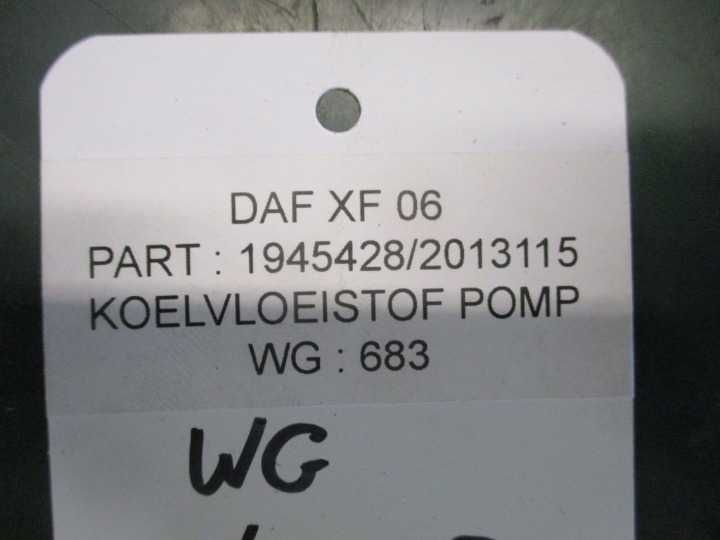 DAF XF 06
PART : 1945428/2013115
KOELVLOEISTOF POMP
WG : 683
WG